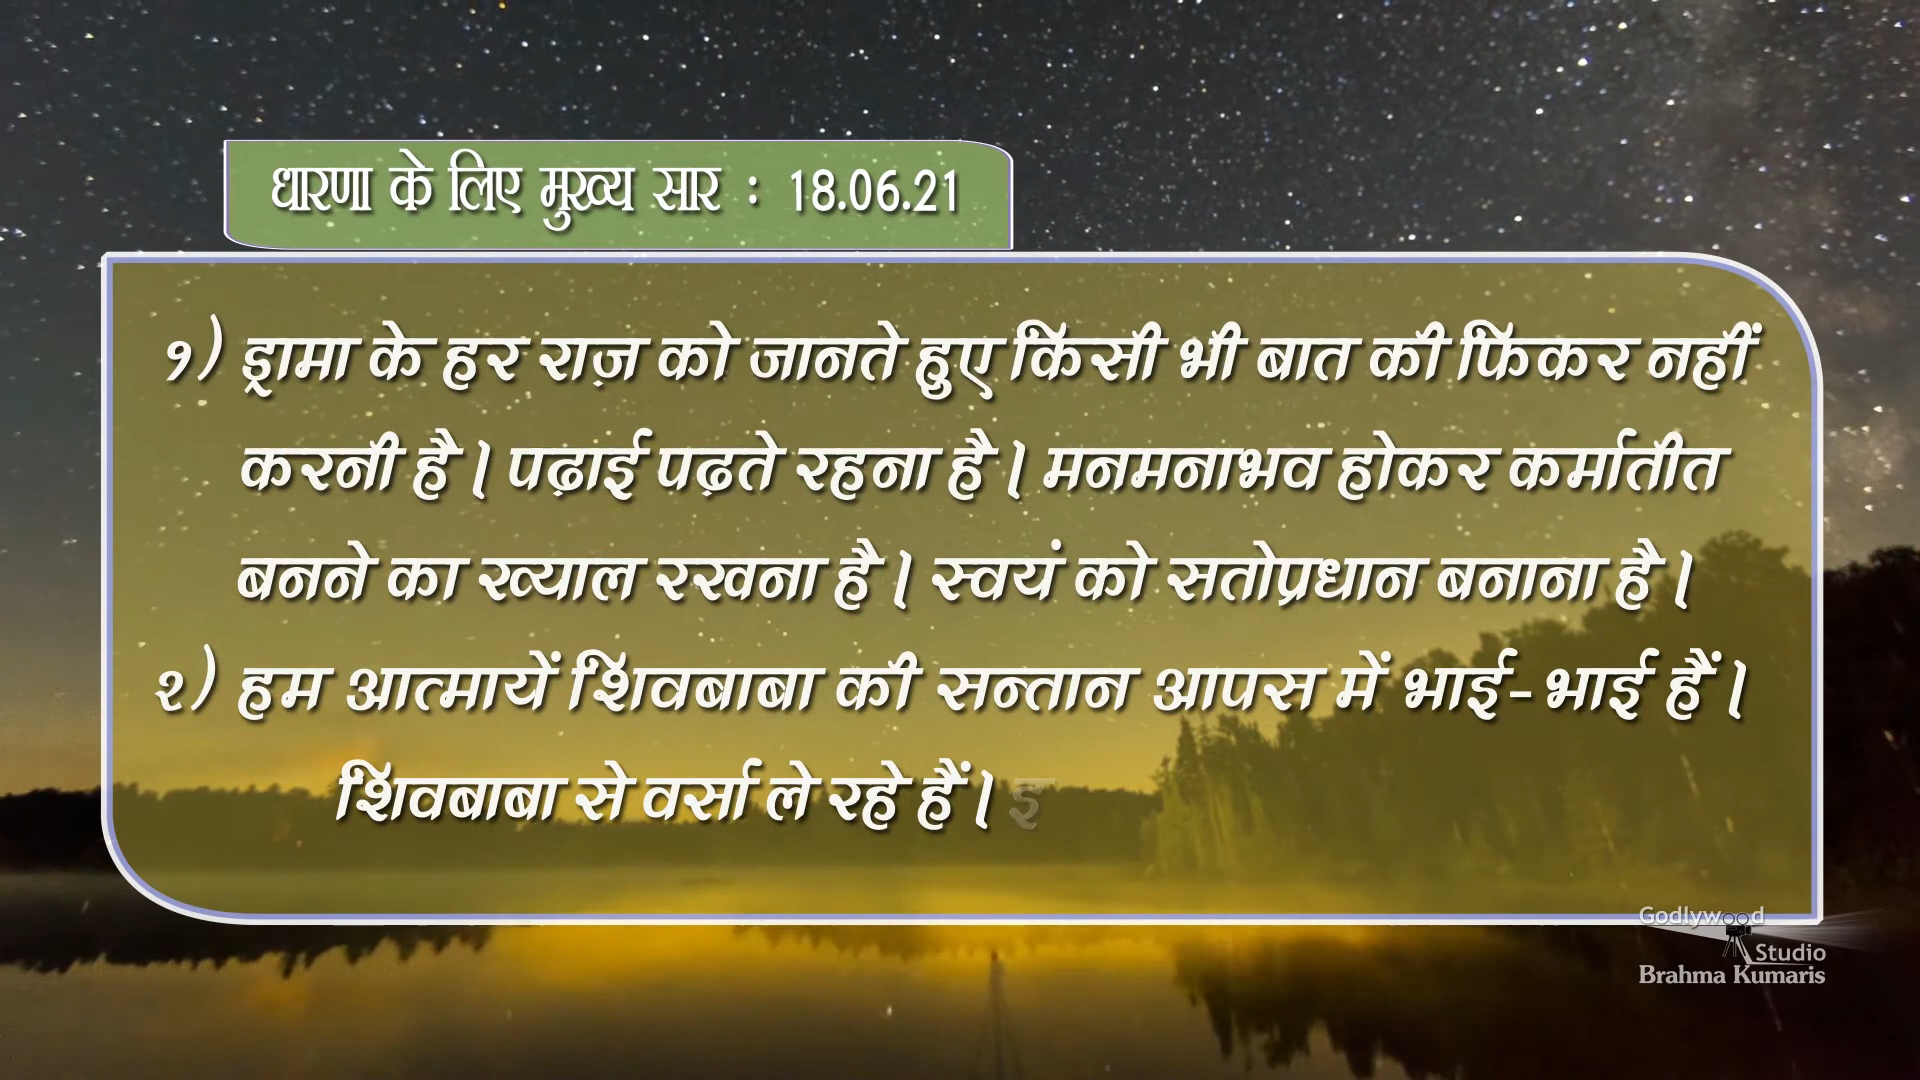 धारणा के लिए मुख्य सार : 18.06.21
१) ड्रामा के हर राज़ को जानते हुए किसी भी बात की फिकर नहीं
करनी है। पढ़ाई पढ़ते रहना है। मनमनाभव होकर कर्मातीत
बनने का ख्याल रखना है। स्वयं को सतोप्रधान बनाना है।
२) हम आत्मायें शिवबाबा की सन्तान आपस में भाई-भाई हैं।
शिवबाबा से वर्सा ले रहे हैं। इ
Godlywood
Studio
Brahma Kumaris